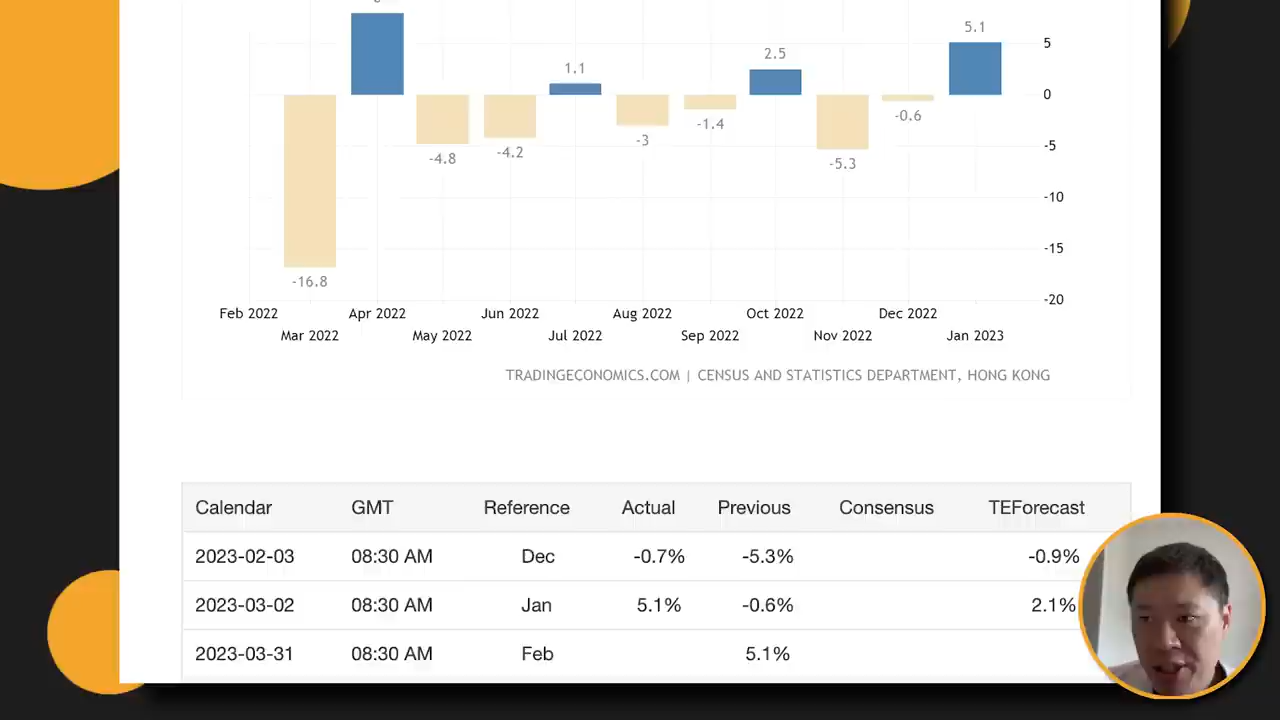 5.1
5
2.5
1.1
0
-0.6
-1.4
-3
-4.8
-4.2
-5
-5.3
-10
-15
-16.8
-20
Feb 2022 Apr 2022 Jun 2022 Aug 2022 Oct 2022 Dec 2022
Mar 2022 May 2022 Jul 2022 Sep 2022 Nov 2022 Jan 2023
TRADINGECONOMICS.COM | CENSUS AND STATISTICS DEPARTMENT, HONG KONG
Calendar GMT Reference Actual Previous Consensus TEForecast
2023-02-03 08:30 AM Dec -0.7% -5.3% -0.9%
2023-03-02 08:30 AM Jan 5.1% -0.6% 2.1%
2023-03-31 08:30 AM Feb 5.1%